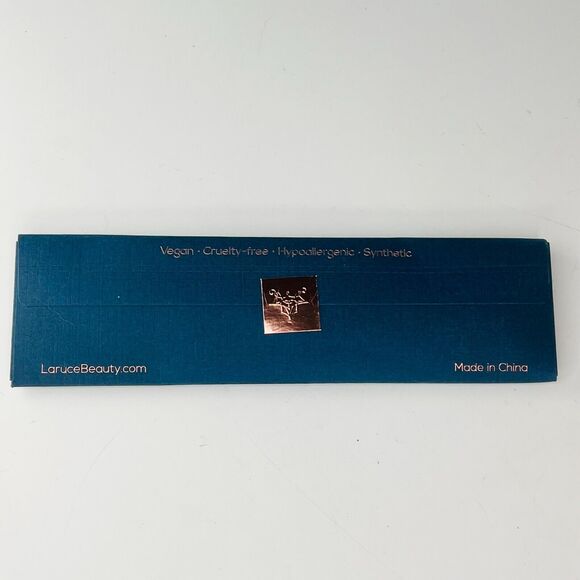 Vegan · Cruelty-free · Hypoallergenic · Synthetic
LaruceBeauty.com
Made in China